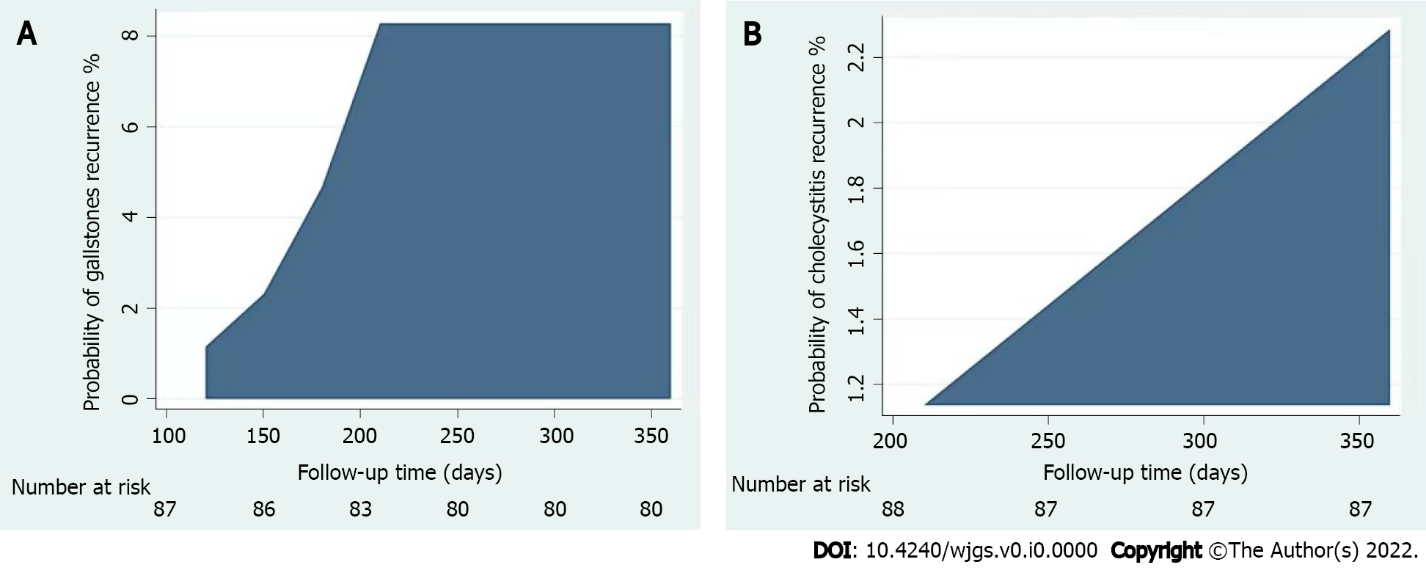 A
Probability of gallstones recurrence %
8
6
4
2
0
100 150 200 250 300 350
Follow-up time (days)
Number at risk
87 86 83 80 80 80
B
Probability of cholecystitis recurrence %
2.2
2
1.8
1.6
1.4
1.2
200 250 300 350
Follow-up time (days)
Number at risk
88 87 87 87
DOI: 10.4240/wjgs.v0.i0.0000 Copyright ©The Author(s) 2022.